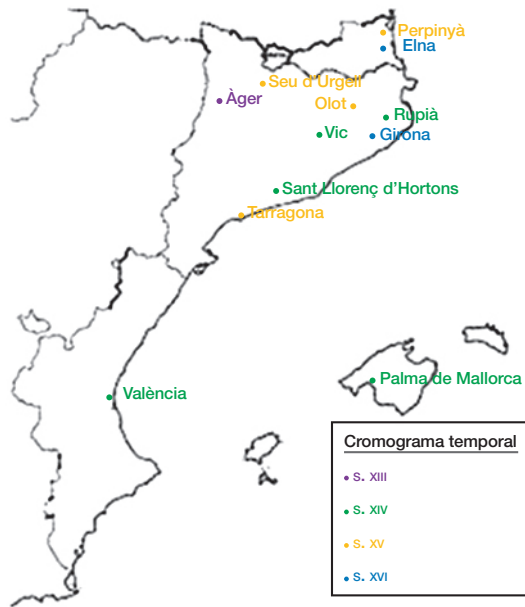 Perpinyà
Elna
Seu d'Urgell
Àger
Olot
Rupià
Vic
Girona
Sant Llorenç d'Hortons
Tarragona
Palma de Mallorca
València
Cromograma temporal
s. XIII
s. XIV
s. XV
s. XVI